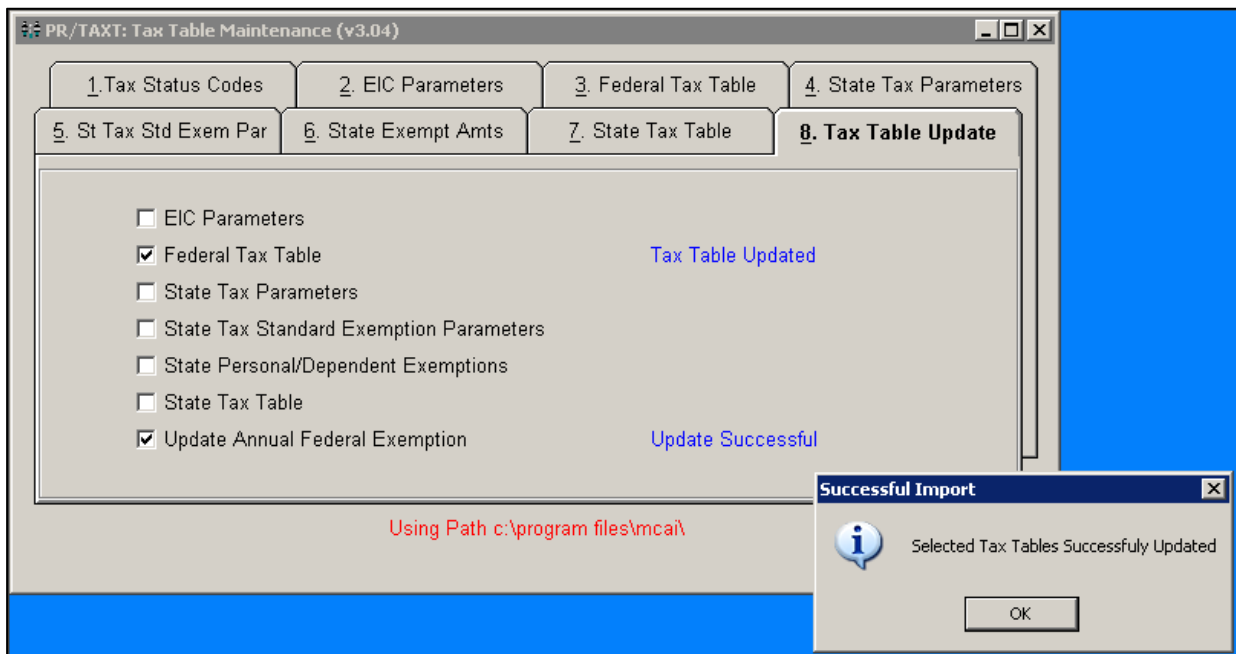 PR/TAXT: Tax Table Maintenance (v3.04)
1.Tax Status Codes
2. EIC Parameters
3. Federal Tax Table
4. State Tax Parameters
5. St Tax Std Exem Par
6. State Exempt Amts
7. State Tax Table
8. Tax Table Update
EIC Parameters
Federal Tax Table Tax Table Updated
State Tax Parameters
State Tax Standard Exemption Parameters
State Personal/Dependent Exemptions
State Tax Table
Update Annual Federal Exemption Update Successful
Using Path c:\program files\mcai\
Successful Import
Selected Tax Tables Successfuly Updated
OK